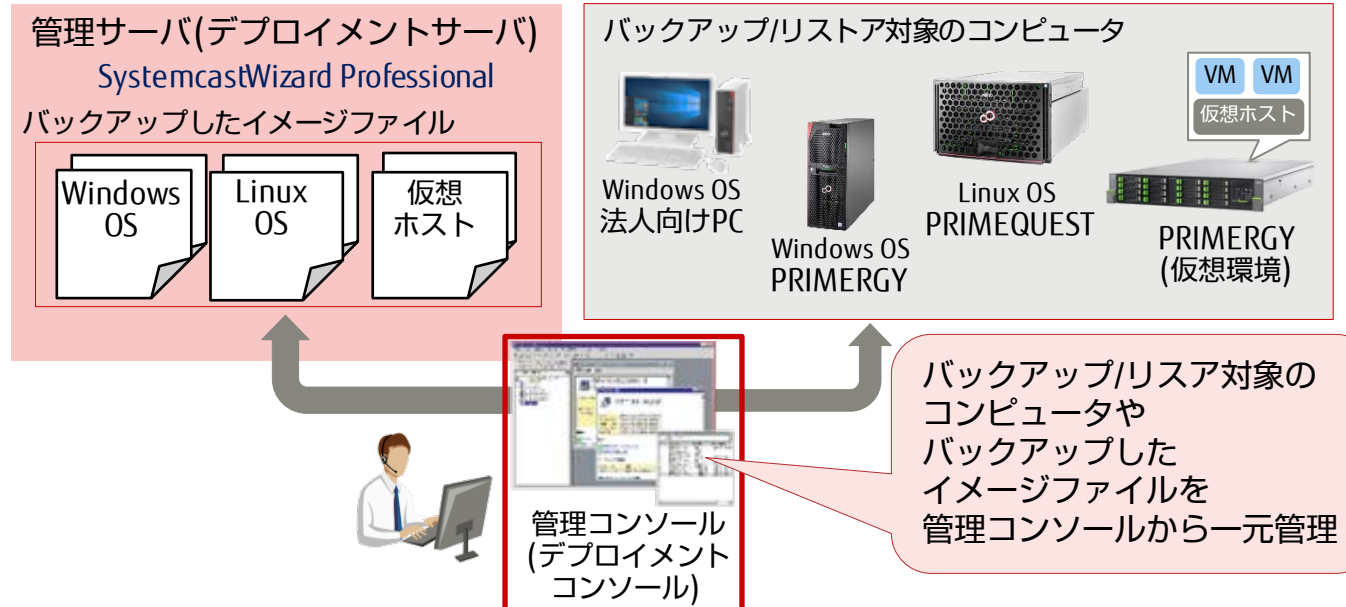 管理サーバ(デプロイメントサーバ)
SystemcastWizard Professional
バックアップしたイメージファイル
Windows
OS
Linux
OS
仮想
ホスト
バックアップ/リストア対象のコンピュータ
Windows OS
法人向けPC
Windows OS
PRIMERGY
Linux OS
PRIMEQUEST
VM VM
仮想ホスト
PRIMERGY
(仮想環境)
管理コンソール
(デプロイメント
コンソール)
バックアップ/リスア対象の
コンピュータや
バックアップした
イメージファイルを
管理コンソールから一元管理